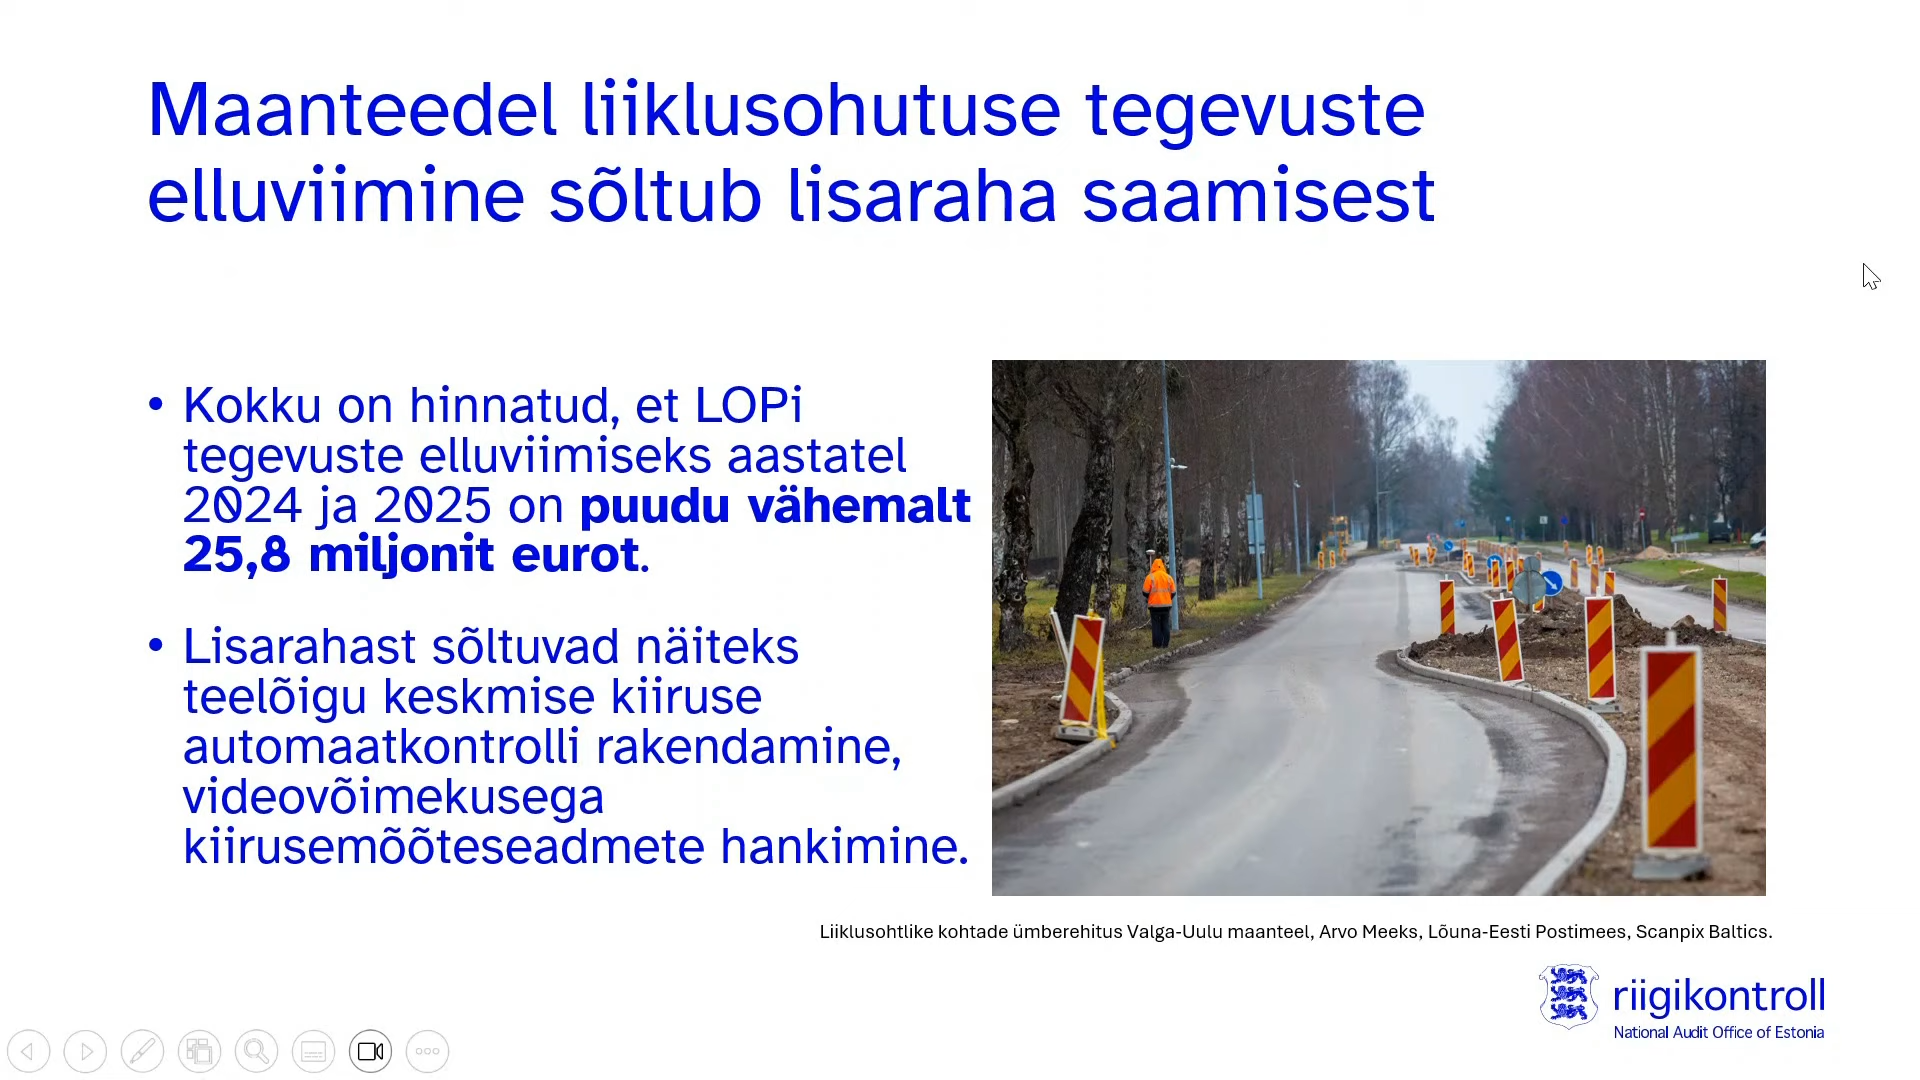 Maanteedel liiklusohutuse tegevuste
elluviimine sõltub lisaraha saamisest
• Kokku on hinnatud, et LOPi
tegevuste elluviimiseks aastatel
2024 ja 2025 on puudu vähemalt
25,8 miljonit eurot.
• Lisarahast sõltuvad näiteks
teelõigu keskmise kiiruse
automaatkontrolli rakendamine,
videovõimekusega
kiirusemõõteseadmete hankimine.
Liiklusohtlike kohtade ümberehitus Valga-Uulu maanteel, Arvo Meeks, Lõuna-Eesti Postimees, Scanpix Baltics.
riigikontroll
National Audit Office of Estonia